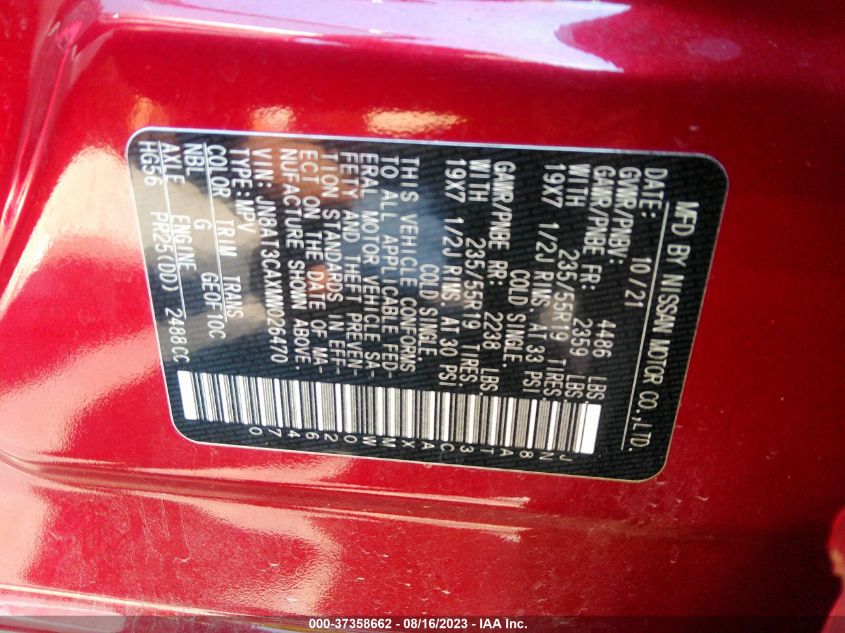 MFD BY NISSAN MOTOR CO.,LTD.
DATE: 10/21
GVWR/PNBV: 4486 LBS
GAWR/PNBE FR: 2359 LBS.
WITH 235/55R19 TIRES,
19X7 1/2J RIMS, AT 33 PSI
COLD SINGLE.
GAWR/PNBE RR: 2238 LBS.
WITH 235/55R19 TIRES,
19X7 1/2J RIMS, AT 30 PSI
COLD SINGLE.
THIS VEHICLE CONFORMS
TO ALL APPLICABLE FED-
ERAL MOTOR VEHICLE SA-
FETY AND THEFT PREVEN-
TION STANDARDS IN EFF-
ECT ON THE DATE OF MA-
NUFACTURE SHOWN ABOVE.
VIN:JN8AT3CAXMW026470
TYPE:MPV
COLOR TRIM TRANS
NBL G GE0F10C
AXLE ENGINE
HG56 PR25(DD) 2488CC
JN8AT3CAXMW026470
000-37358662 - 08/16/2023 - IAA Inc.